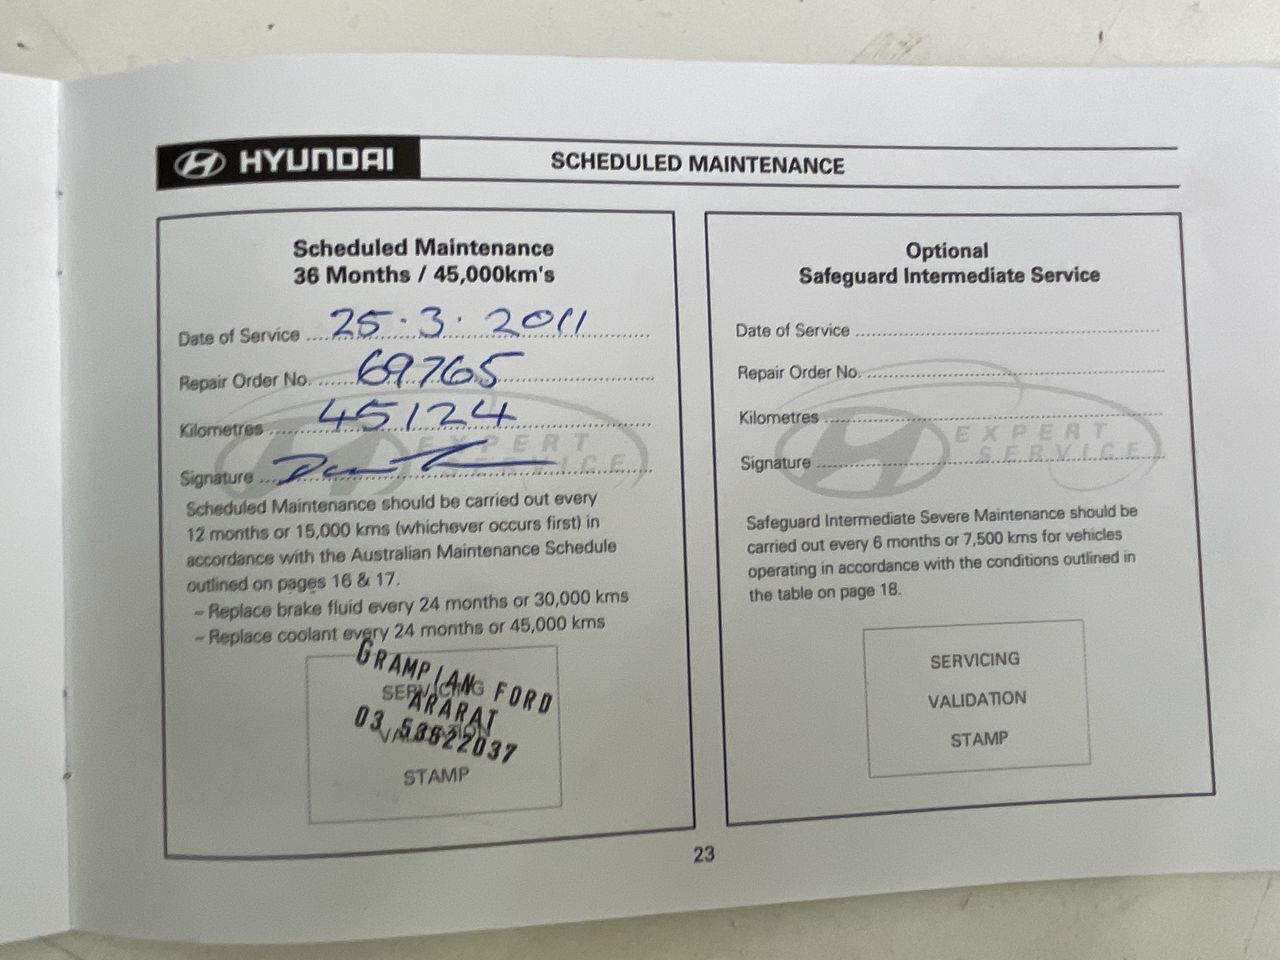 HYUNDAI
SCHEDULED MAINTENANCE
Scheduled Maintenance
36 Months / 45,000km's
Date of Service 25.3.2011
Repair Order No. 69765
Kilometres 45124
Signature
EXPERT
SERVICE
Scheduled Maintenance should be carried out every
12 months or 15,000 kms (whichever occurs first) in
accordance with the Australian Maintenance Schedule
outlined on pages 16 & 17.
– Replace brake fluid every 24 months or 30,000 kms
– Replace coolant every 24 months or 45,000 kms
GRAMPIAN FORD
ARARAT
03 53522037
SERVICING
VALIDATION
STAMP
Optional
Safeguard Intermediate Service
Date of Service
Repair Order No.
Kilometres
Signature
EXPERT
SERVICE
Safeguard Intermediate Severe Maintenance should be
carried out every 6 months or 7,500 kms for vehicles
operating in accordance with the conditions outlined in
the table on page 18.
SERVICING
VALIDATION
STAMP
23